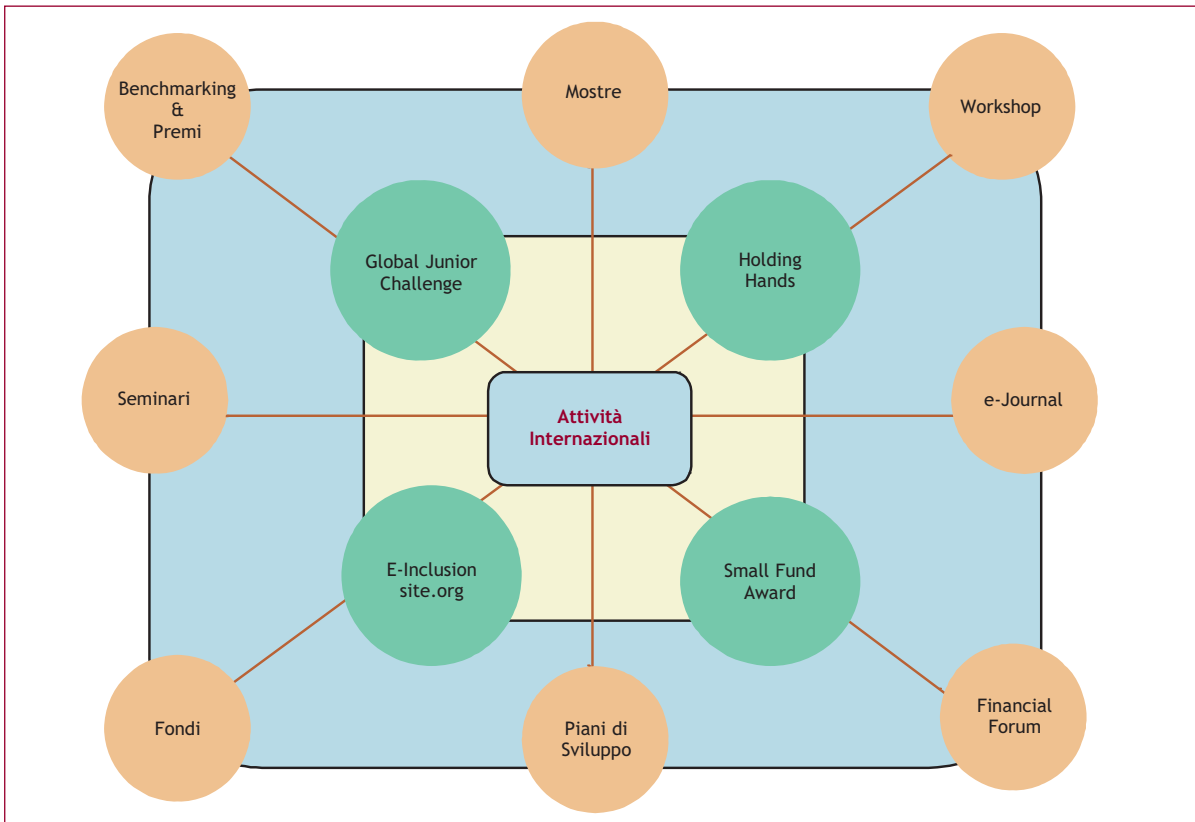 Benchmarking
&
Premi
Mostre
Workshop
Global Junior
Challenge
Holding
Hands
Seminari
Attività
Internazionali
e-Journal
E-Inclusion
site.org
Small Fund
Award
Fondi
Piani di
Sviluppo
Financial
Forum